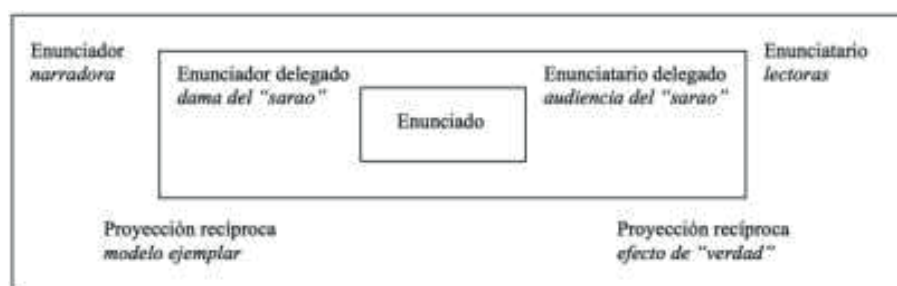 Enunciador
narradora
Enunciador delegado
dama del "sarao"
Enunciado
Enunciatario delegado
audiencia del "sarao"
Enunciatario
lectoras
Proyección recíproca
modelo ejemplar
Proyección recíproca
efecto de "verdad"